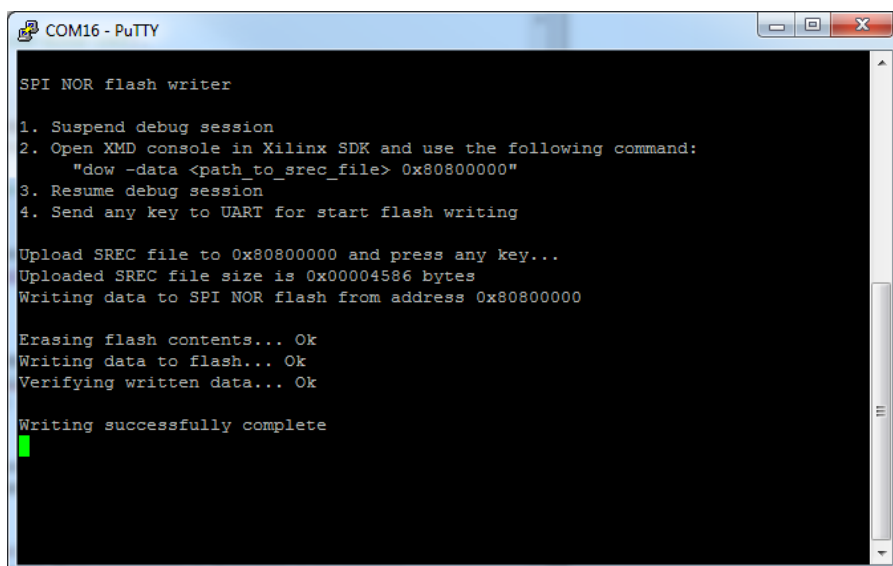 COM16 - PuTTY
SPI NOR flash writer
1. Suspend debug session
2. Open XMD console in Xilinx SDK and use the following command:
"dow -data <path_to_srec_file> 0x80800000"
3. Resume debug session
4. Send any key to UART for start flash writing
Upload SREC file to 0x80800000 and press any key...
Uploaded SREC file size is 0x00004586 bytes
Writing data to SPI NOR flash from address 0x80800000
Erasing flash contents... Ok
Writing data to flash... Ok
Verifying written data... Ok
Writing successfully complete